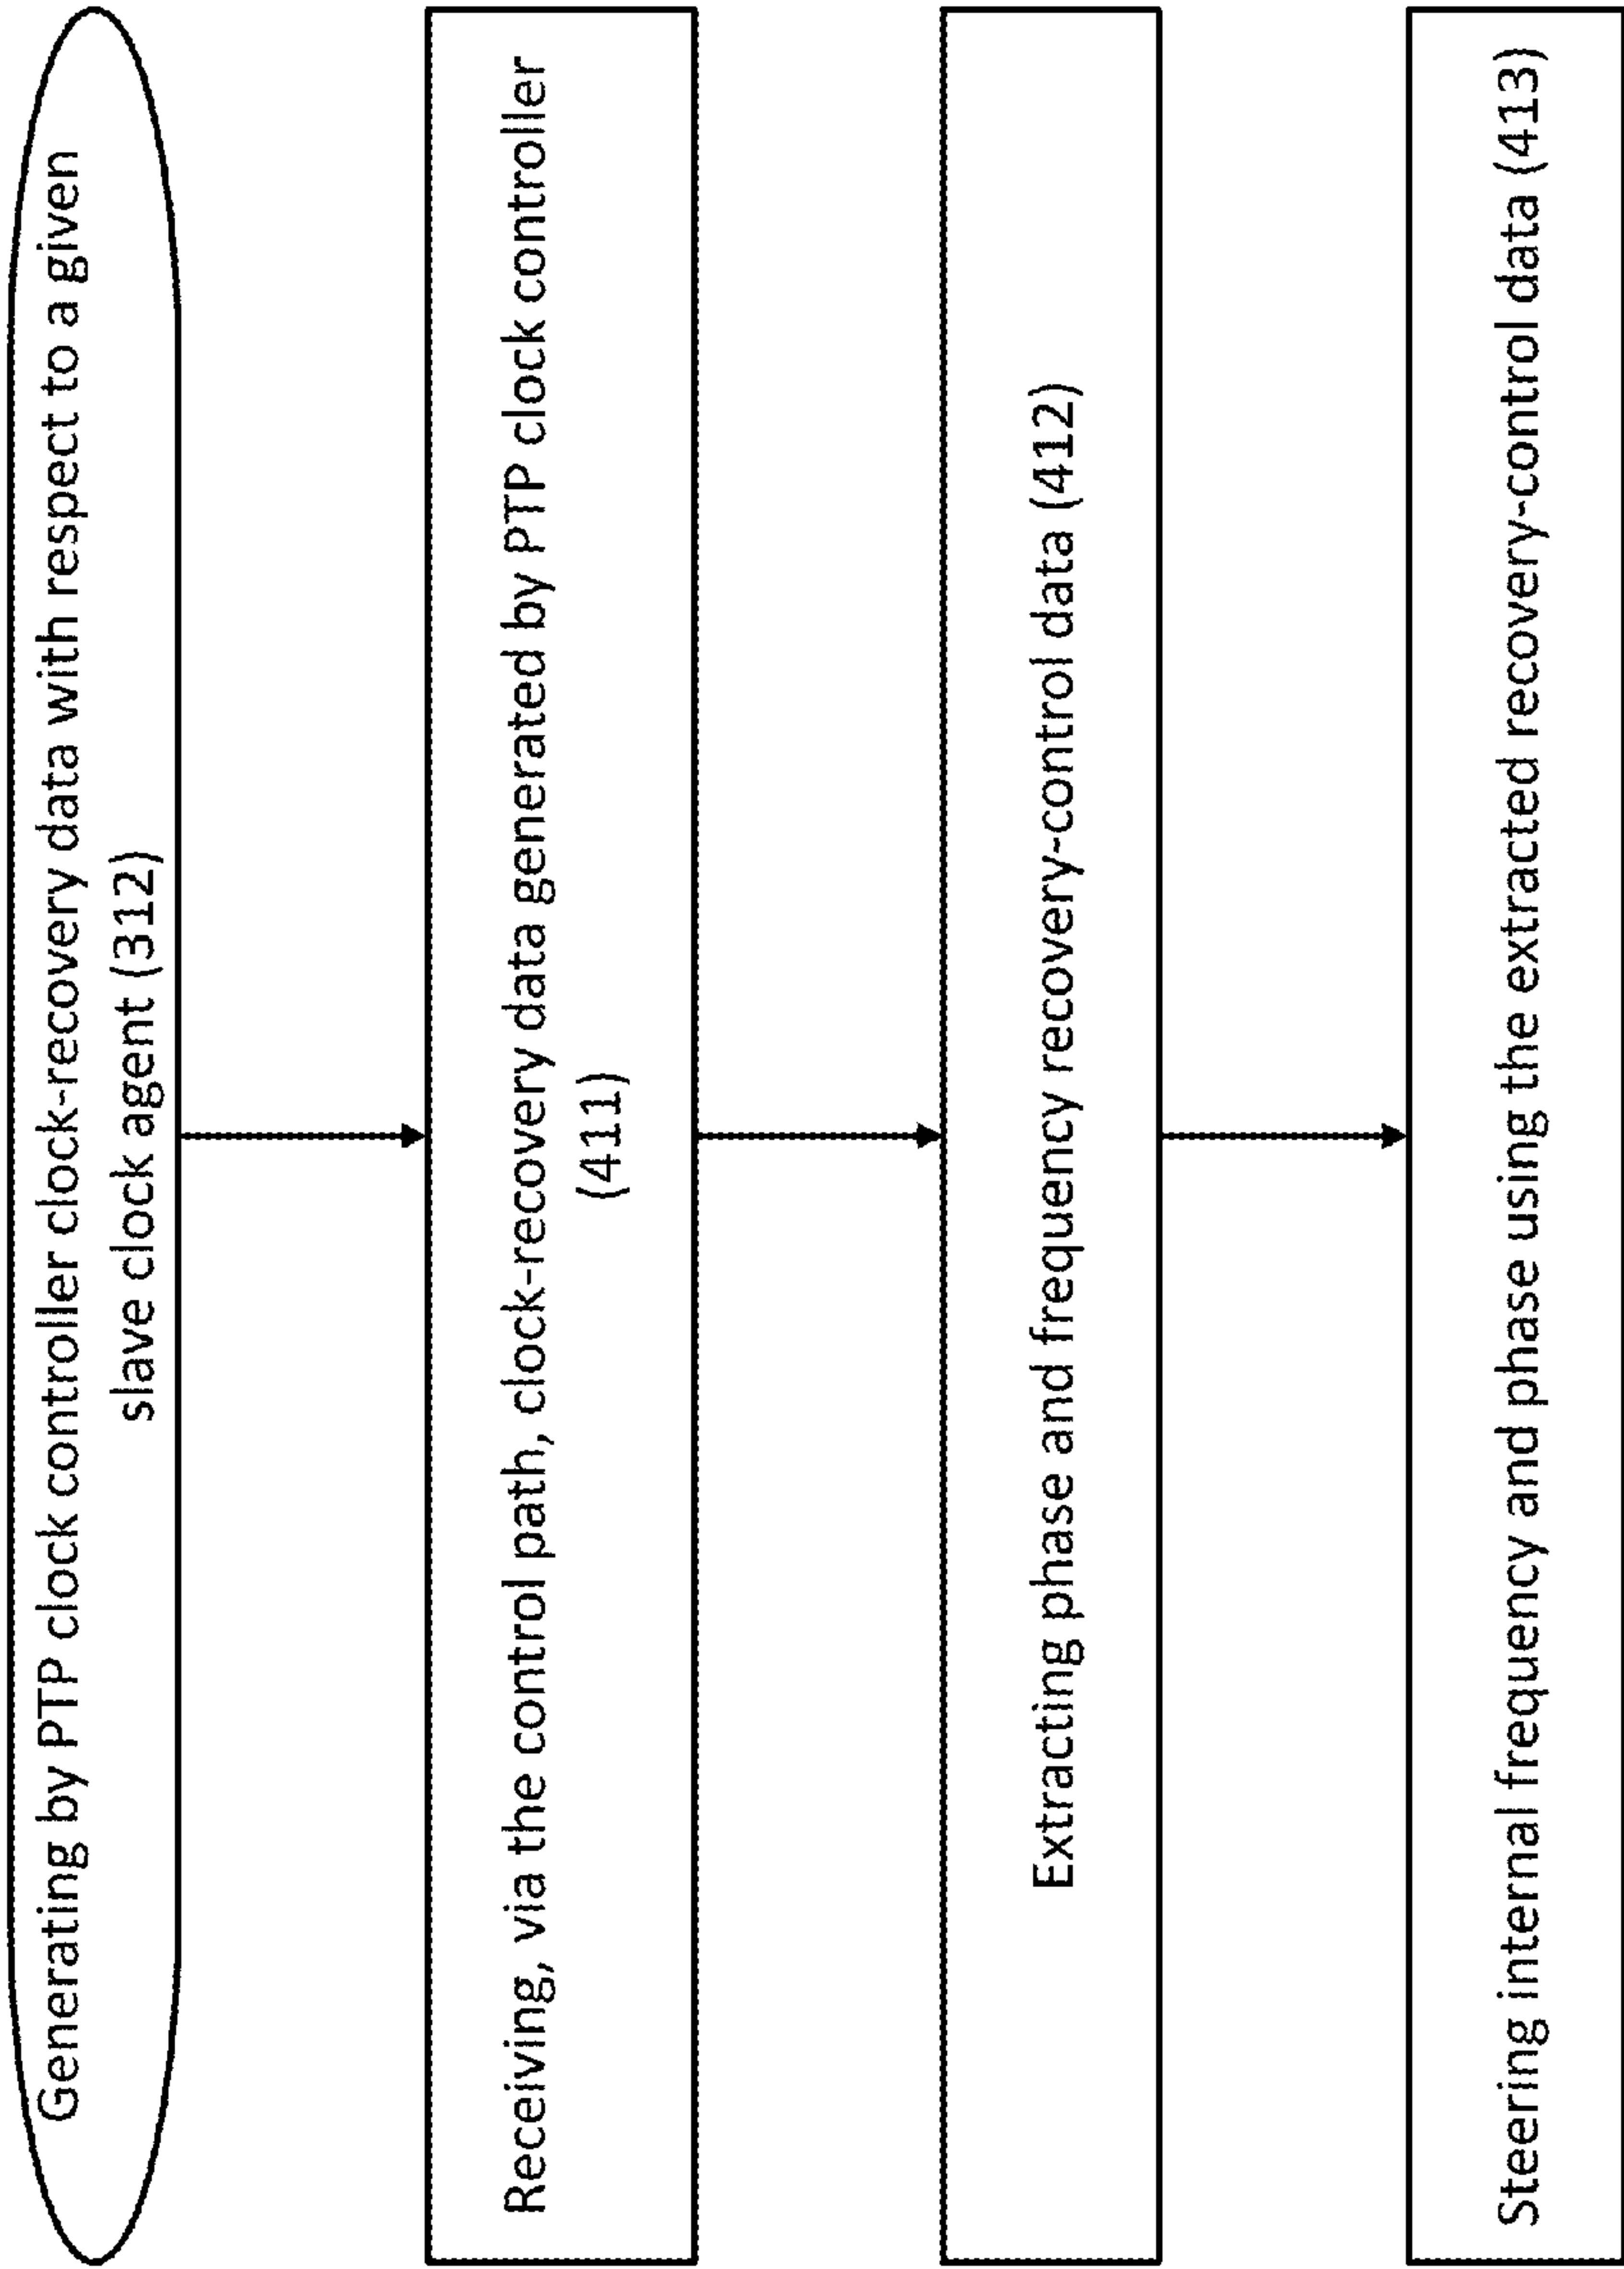 Generating by PTP clock controller clock-recovery data with respect to a given
slave clock agent (312)
Receiving, via the control path, clock-recovery data generated by PTP clock controller
(411)
Extracting phase and frequency recovery-control data (412)
Steering internal frequency and phase using the extracted recovery-control data (413)